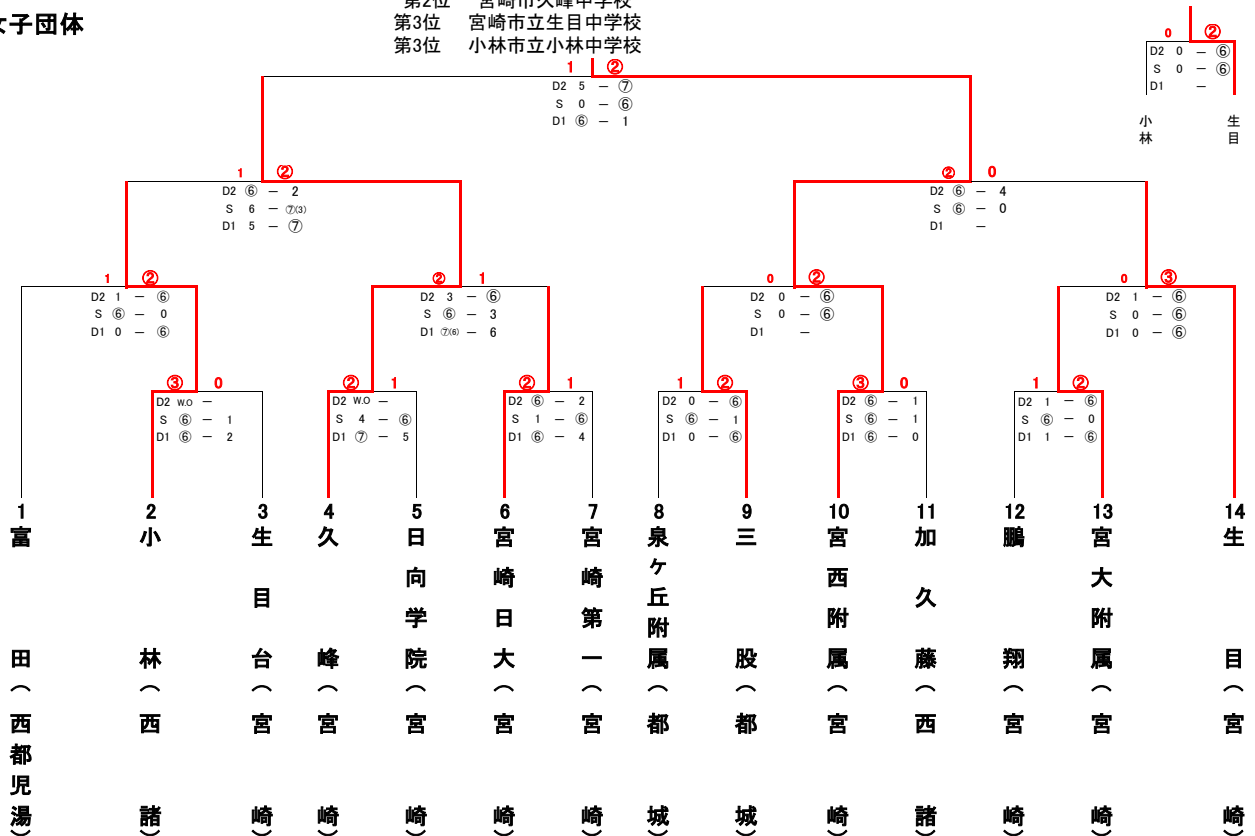 第2位 宮崎市久峰中学校
女子団体
第3位 宮崎市立生目中学校
第3位 小林市立小林中学校
0 ②
D2 0 － ⑥
S 0 － ⑥
D1 －
小林 生目
1 ②
D2 5 － ⑦
S 0 － ⑥
D1 ⑥ － 1
1 ②
D2 ⑥ － 2
S 6 － ⑦(3)
D1 5 － ⑦
② 0
D2 ⑥ － 4
S ⑥ － 0
D1 －
1 ②
D2 1 － ⑥
S ⑥ － 0
D1 0 － ⑥
② 1
D2 3 － ⑥
S ⑥ － 3
D1 ⑦(6) － 6
0 ②
D2 0 － ⑥
S 0 － ⑥
D1 －
0 ③
D2 1 － ⑥
S 0 － ⑥
D1 0 － ⑥
③ 0
D2 W.O －
S ⑥ － 1
D1 ⑥ － 2
② 1
D2 W.O －
S 4 － ⑥
D1 ⑦ － 5
② 1
D2 ⑥ － 2
S 1 － ⑥
D1 ⑥ － 4
1 ②
D2 0 － ⑥
S ⑥ － 1
D1 0 － ⑥
③ 0
D2 ⑥ － 1
S ⑥ － 1
D1 ⑥ － 0
1 ②
D2 1 － ⑥
S ⑥ － 0
D1 1 － ⑥
1 富田(西都児湯)
2 小林(西諸)
3 生目台(宮崎)
4 久峰(宮崎)
5 日向学院(宮崎)
6 宮崎日大(宮崎)
7 宮崎第一(宮崎)
8 泉ヶ丘附属(都城)
9 三股(都城)
10 宮西附属(宮崎)
11 加久藤(西諸)
12 鵬翔(宮崎)
13 宮大附属(宮崎)
14 生目(宮崎)